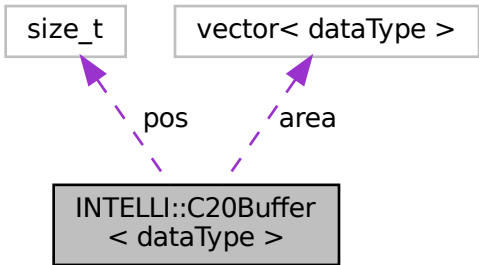 size_t
vector< dataType >
pos
area
INTELLI::C20Buffer
< dataType >